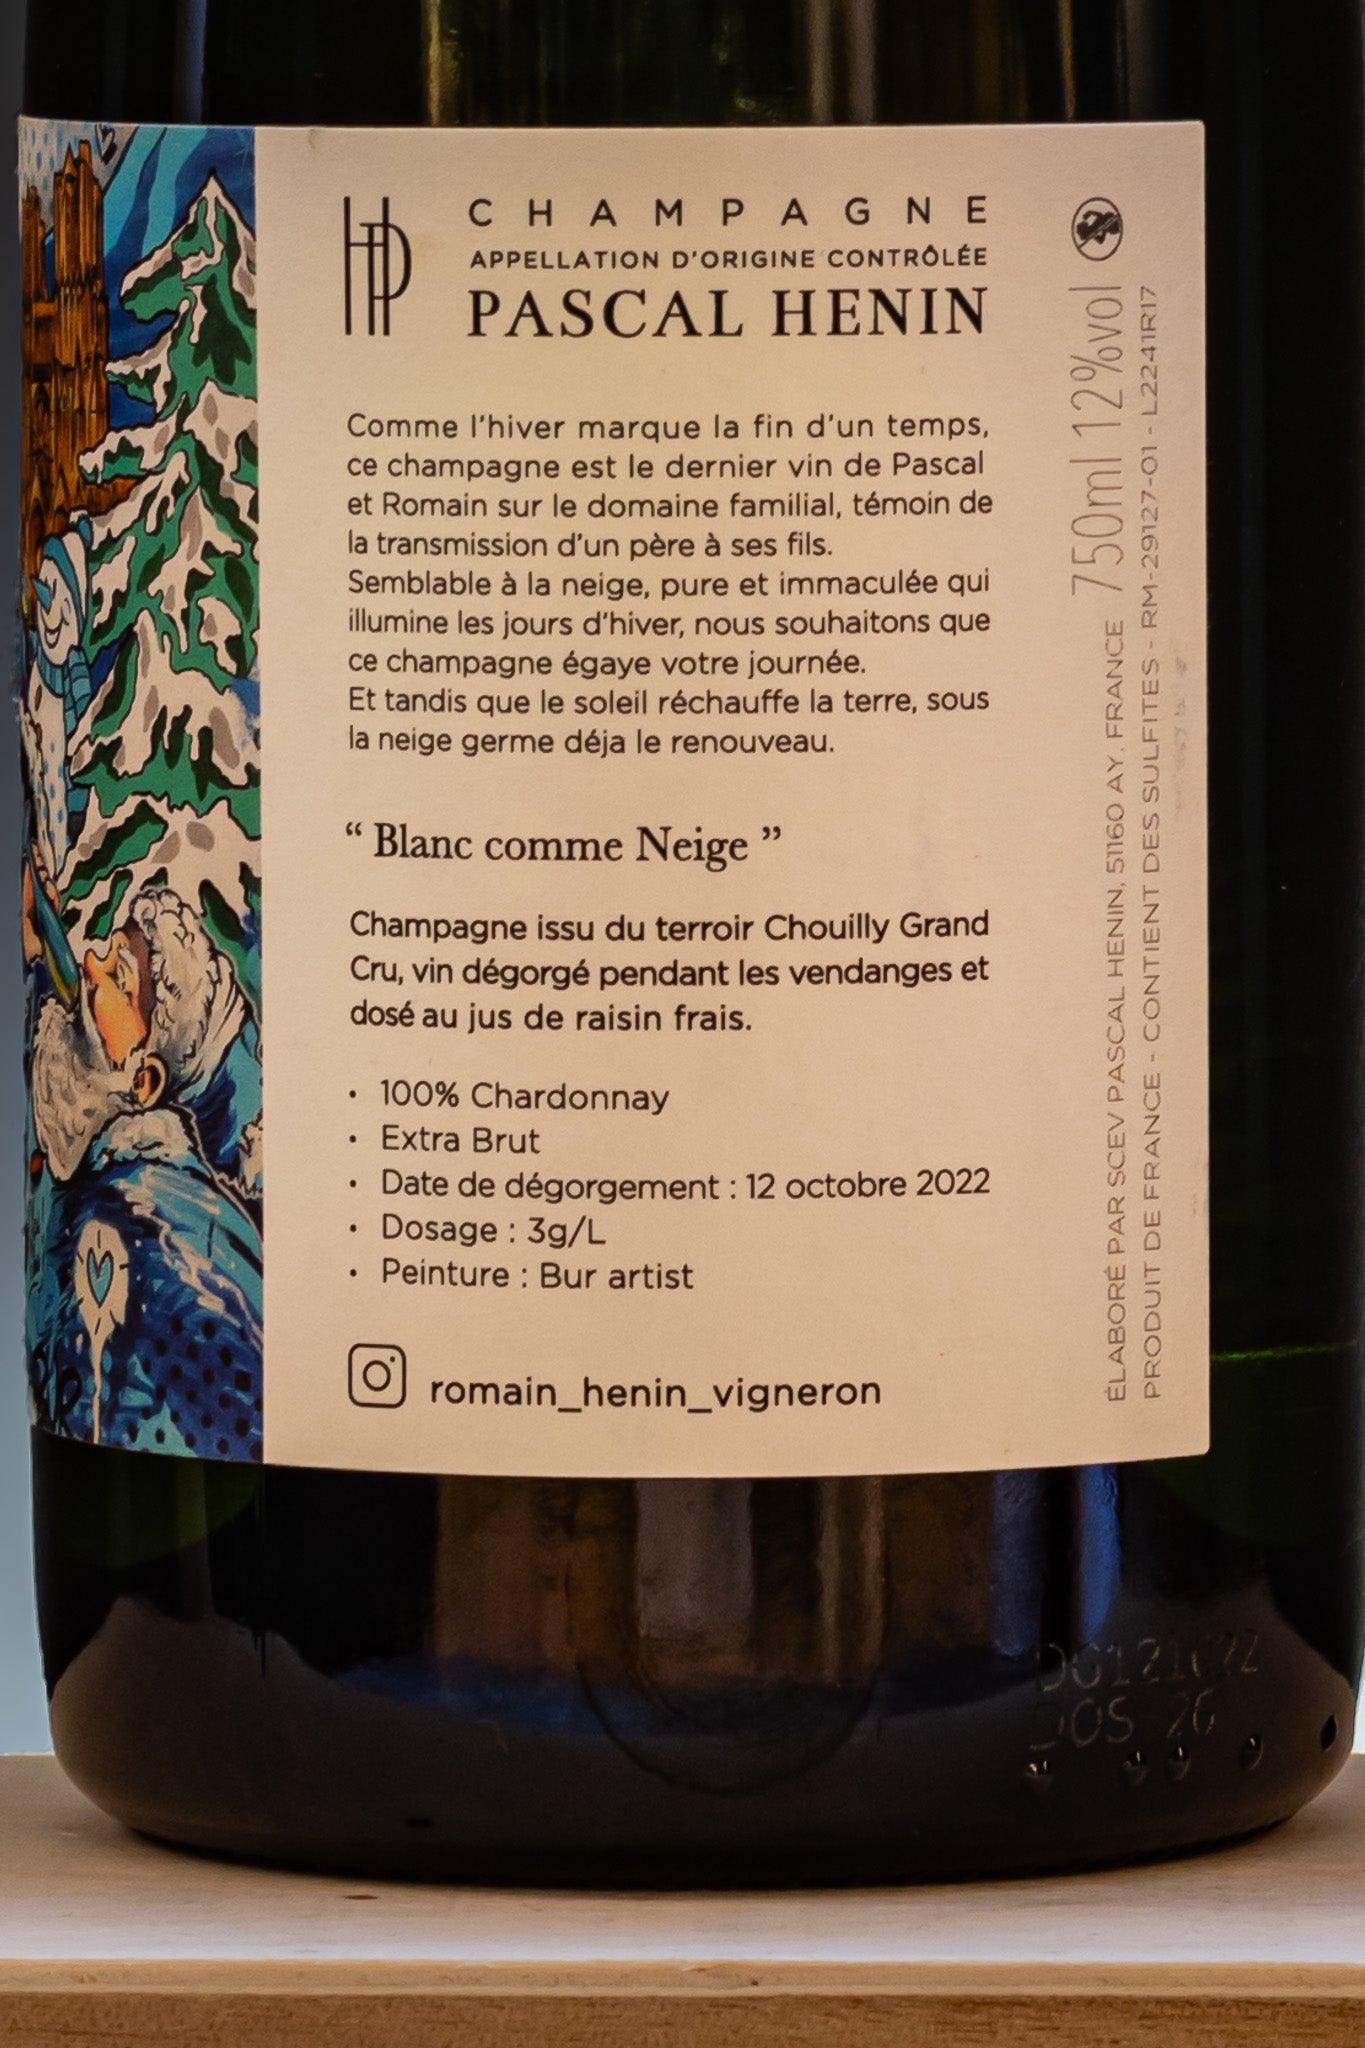 HP
CHAMPAGNE
APPELLATION D'ORIGINE CONTRÔLÉE
PASCAL HENIN
Comme l'hiver marque la fin d'un temps,
ce champagne est le dernier vin de Pascal
et Romain sur le domaine familial, témoin de
la transmission d'un père à ses fils.
Semblable à la neige, pure et immaculée qui
illumine les jours d'hiver, nous souhaitons que
ce champagne égaye votre journée.
Et tandis que le soleil réchauffe la terre, sous
la neige germe déja le renouveau.
“ Blanc comme Neige ”
Champagne issu du terroir Chouilly Grand
Cru, vin dégorgé pendant les vendanges et
dosé au jus de raisin frais.
• 100% Chardonnay
• Extra Brut
• Date de dégorgement : 12 octobre 2022
• Dosage : 3g/L
• Peinture : Bur artist
romain_henin_vigneron
ÉLABORÉ PAR SCEV PASCAL HENIN, 51160 AY. FRANCE 750ml 12%vol
PRODUIT DE FRANCE - CONTIENT DES SULFITES - RM-29127-01 - L2241R17
DG121022
DOS 26